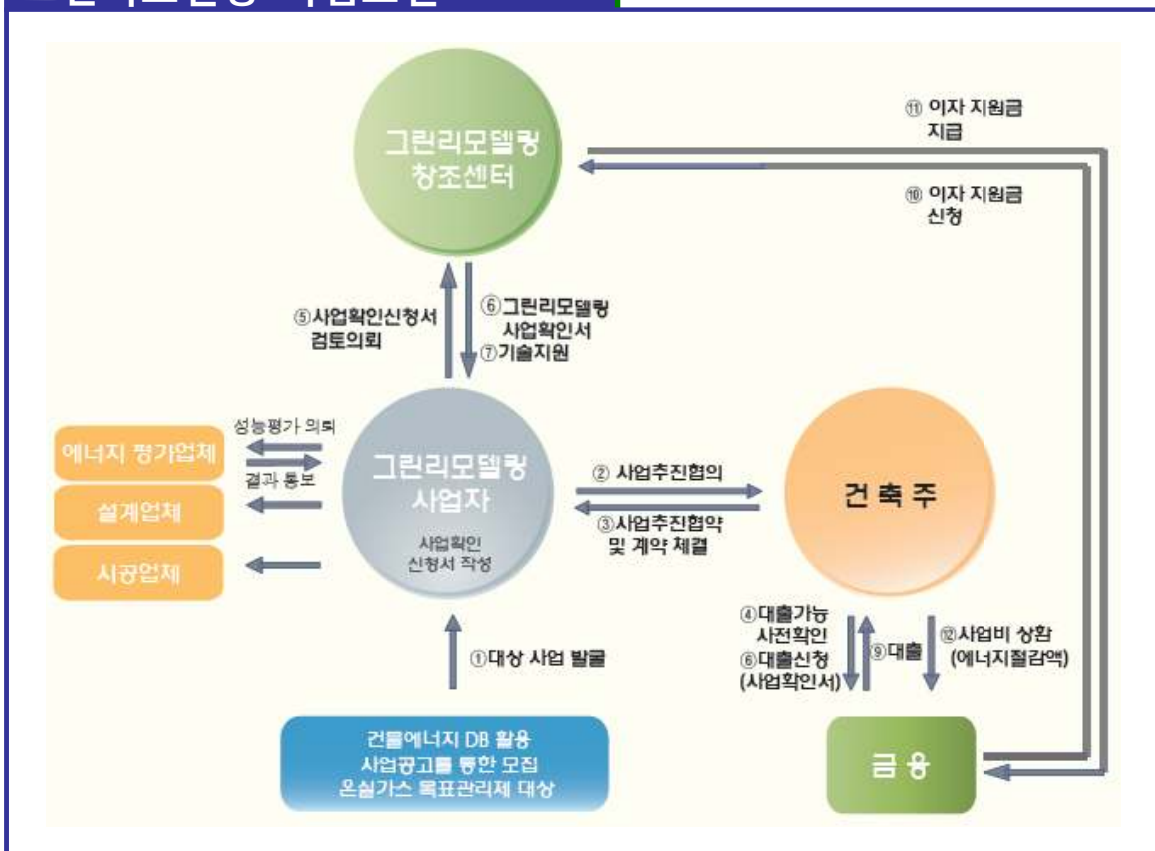 ⑪ 이자 지원금
지급
⑩ 이자 지원금
신청
그린리모델링
창조센터
⑤사업확인신청서
검토의뢰
⑥그린리모델링
사업확인서
⑦기술지원
성능평가 의뢰
에너지 평가업체
결과 통보
설계업체
시공업체
그린리모델링
사업자
사업확인
신청서 작성
② 사업추진협의
③사업추진협약
및 계약 체결
건 축 주
④대출가능
사전확인
⑥대출신청
(사업확인서)
⑨대출
⑫사업비 상환
(에너지절감액)
①대상 사업 발굴
건물에너지 DB 활용
사업공고를 통한 모집
온실가스 목표관리제 대상
금 융